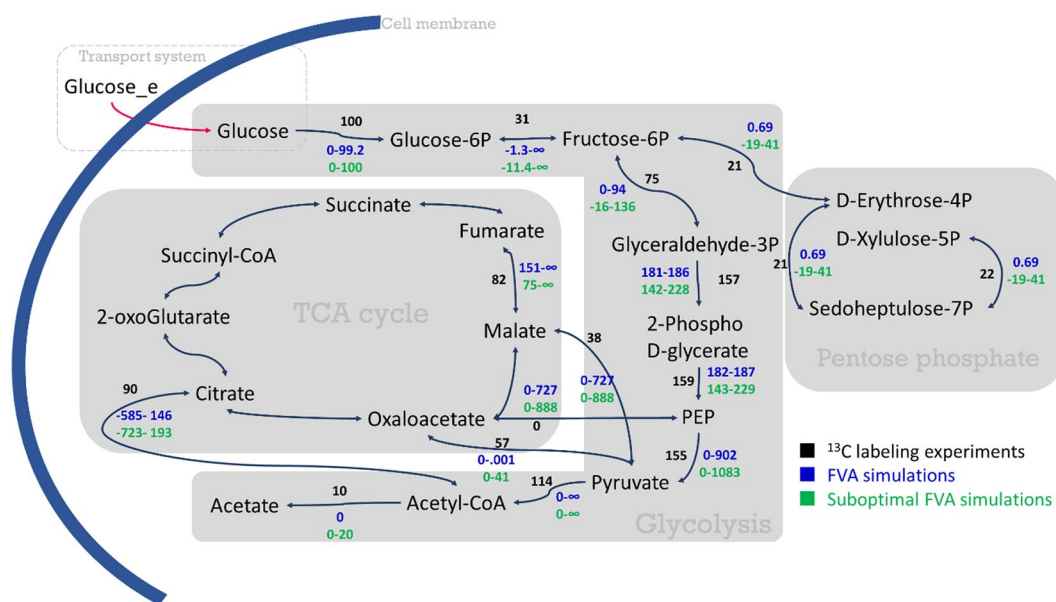 Cell membrane
Transport system
Glucose_e
Glucose
100
0-99.2
0-100
Glucose-6P
31
-1.3-∞
-11.4-∞
Fructose-6P
0.69
-19-41
21
75
0-94
-16-136
D-Erythrose-4P
D-Xylulose-5P
21
0.69
-19-41
22
0.69
-19-41
Sedoheptulose-7P
Pentose phosphate
Glyceraldehyde-3P
181-186
142-228
157
2-Phospho
D-glycerate
159
182-187
143-229
PEP
155
0-902
0-1083
Pyruvate
Glycolysis
Succinate
Fumarate
Succinyl-CoA
82
151-∞
75-∞
2-oxoGlutarate
TCA cycle
Malate
38
0-727
0-888
0-727
0-888
90
Citrate
-585- 146
-723- 193
Oxaloacetate
0
57
0-.001
0-41
114
0-∞
0-∞
Acetyl-CoA
10
0
0-20
Acetate
¹³C labeling experiments
FVA simulations
Suboptimal FVA simulations